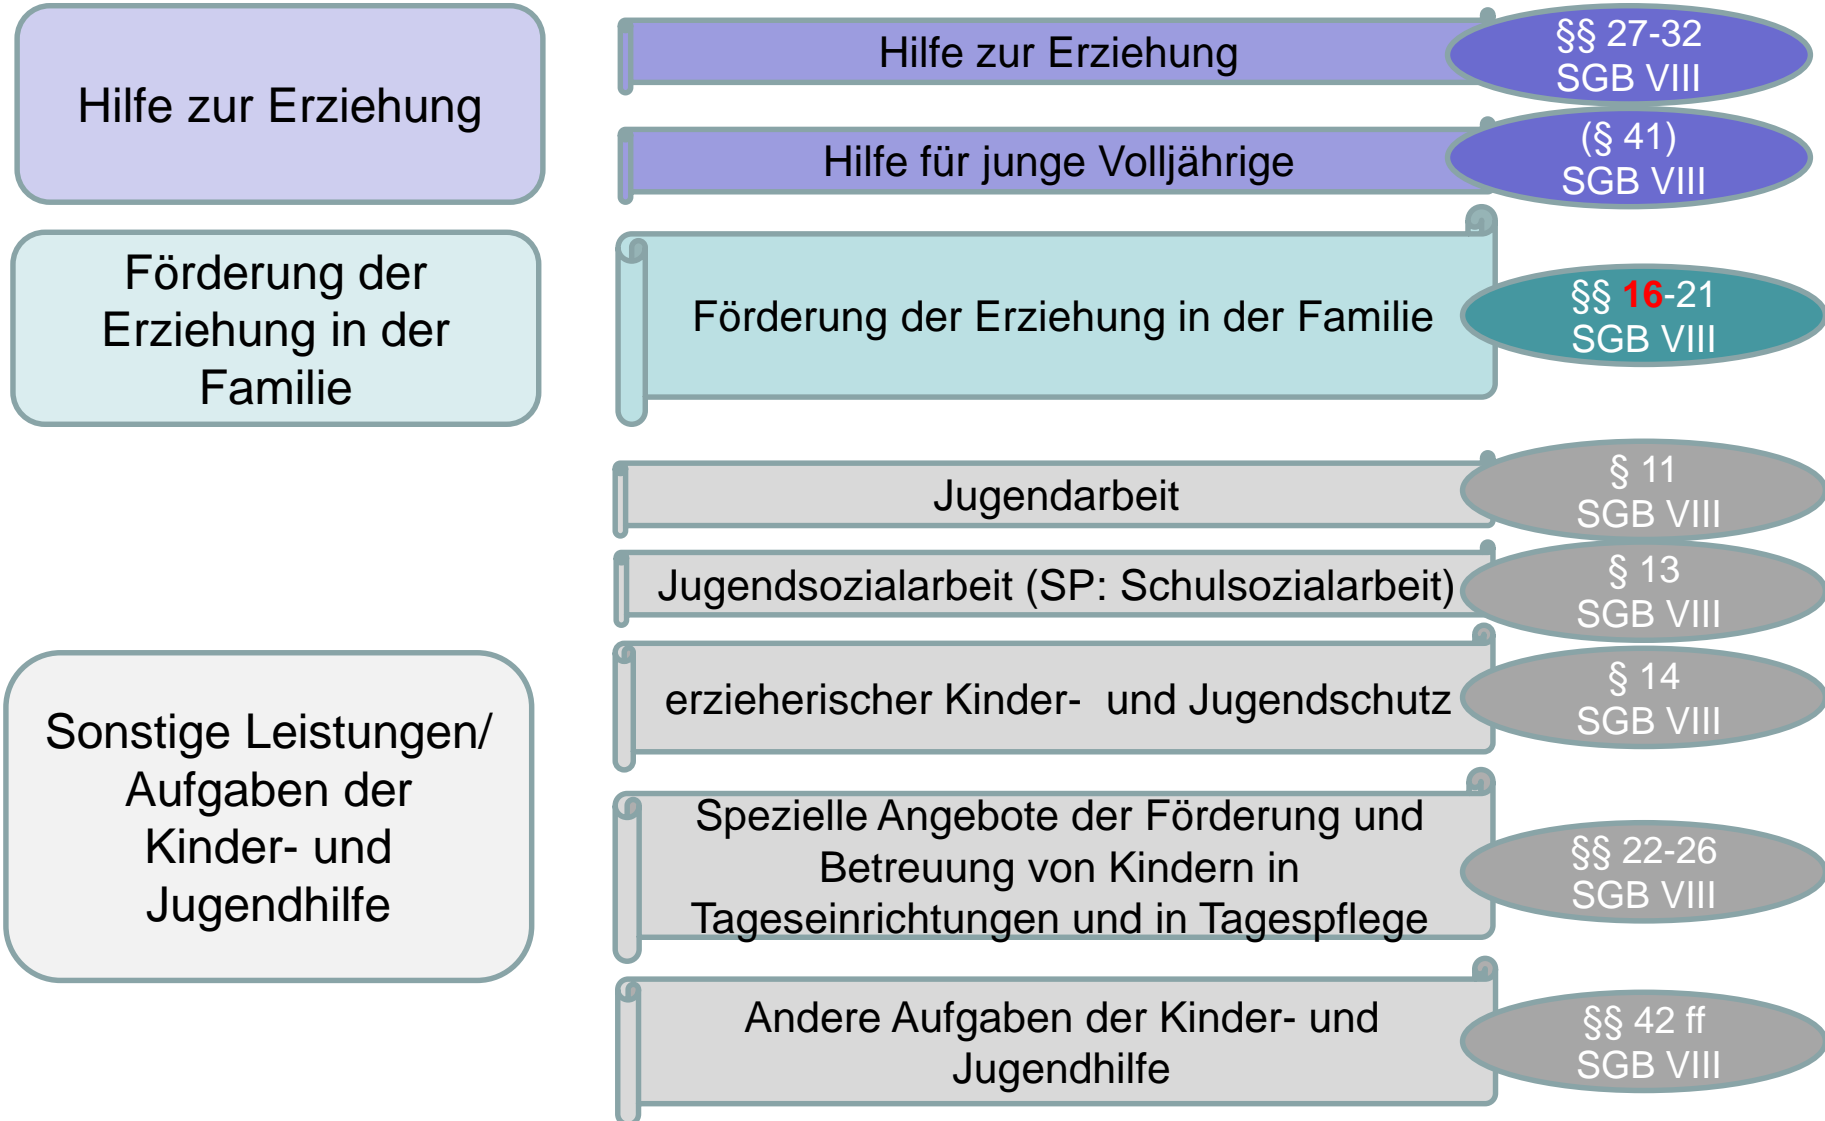 Hilfe zur Erziehung
Hilfe zur Erziehung
§§ 27-32
SGB VIII
Hilfe für junge Volljährige
(§ 41)
SGB VIII
Förderung der
Erziehung in der
Familie
Förderung der Erziehung in der Familie
§§ 16-21
SGB VIII
Sonstige Leistungen/
Aufgaben der
Kinder- und
Jugendhilfe
Jugendarbeit
§ 11
SGB VIII
Jugendsozialarbeit (SP: Schulsozialarbeit)
§ 13
SGB VIII
erzieherischer Kinder- und Jugendschutz
§ 14
SGB VIII
Spezielle Angebote der Förderung und
Betreuung von Kindern in
Tageseinrichtungen und in Tagespflege
§§ 22-26
SGB VIII
Andere Aufgaben der Kinder- und
Jugendhilfe
§§ 42 ff
SGB VIII